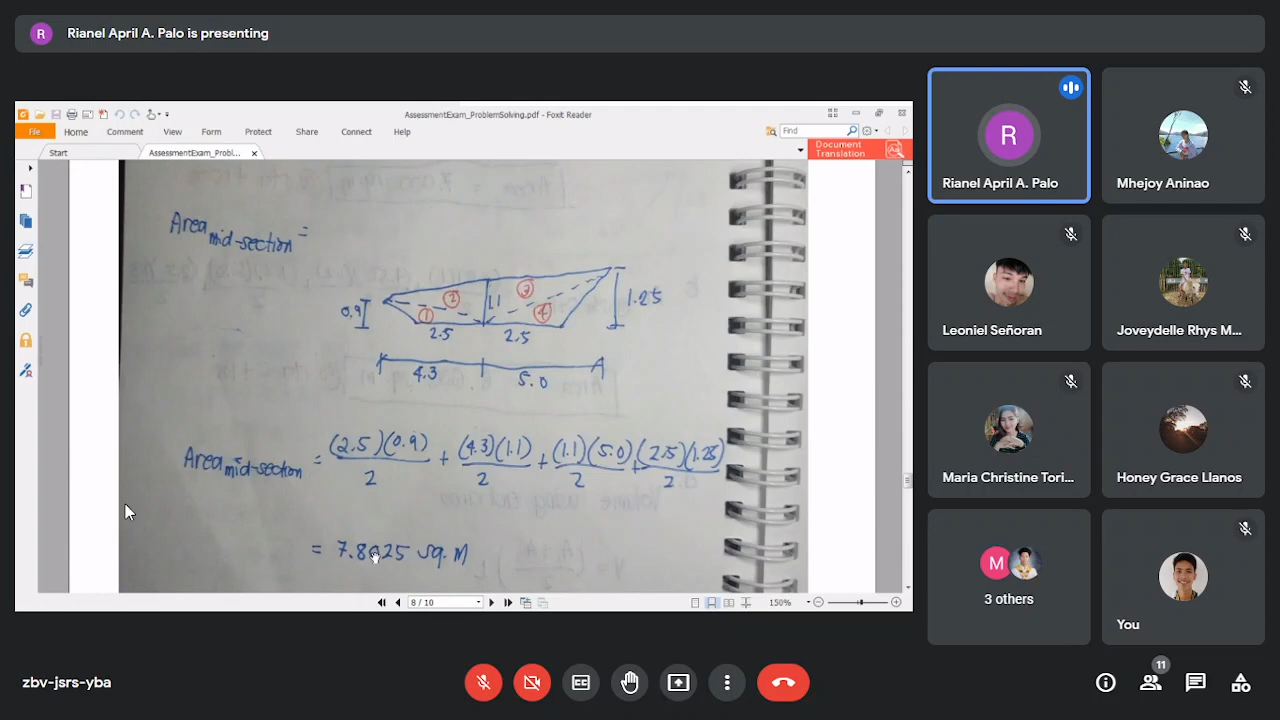 R Rianel April A. Palo is presenting
AssessmentExam_ProblemSolving.pdf - Foxit Reader
File Home Comment View Form Protect Share Connect Help
Find
Start AssessmentExam_Probl...
Document Translation
Area mid-section =
0.9
1
2
1.1
3
4
1.25
2.5 2.5
4.3 5.0
Area mid-section = (2.5)(0.9)/2 + (4.3)(1.1)/2 + (1.1)(5.0)/2 + (2.5)(1.25)/2
= 7.8025 sq. m
8 / 10
150%
R
Rianel April A. Palo
Mhejoy Aninao
Leoniel Señoran
Joveydelle Rhys M...
Maria Christine Tori...
Honey Grace Llanos
M
3 others
You
zbv-jsrs-yba
CC
11